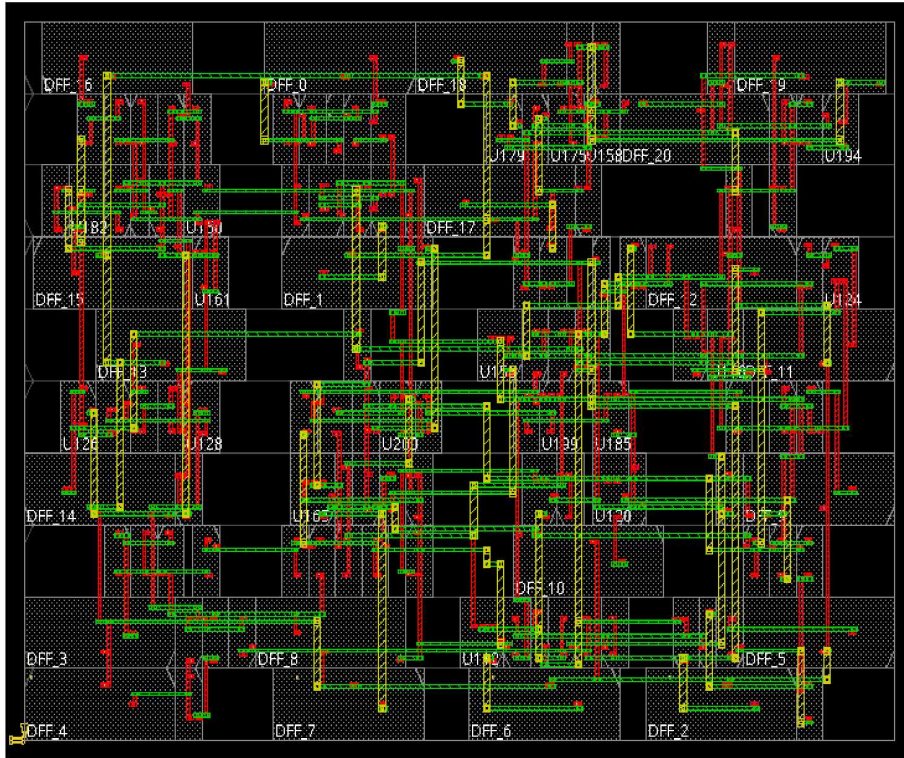 DFF_16 DFF_0 DFF_18 DFF_19
U179 U175 U158 DFF_20 U194
U182 U150 DFF_17
DFF_15 U161 DFF_1 DFF_12 U124
DFF_13 DFF_11
U126 U128 U200 U199 U185
DFF_14 U120
DFF_10
DFF_3 DFF_8 DFF_5
DFF_4 DFF_7 DFF_6 DFF_2